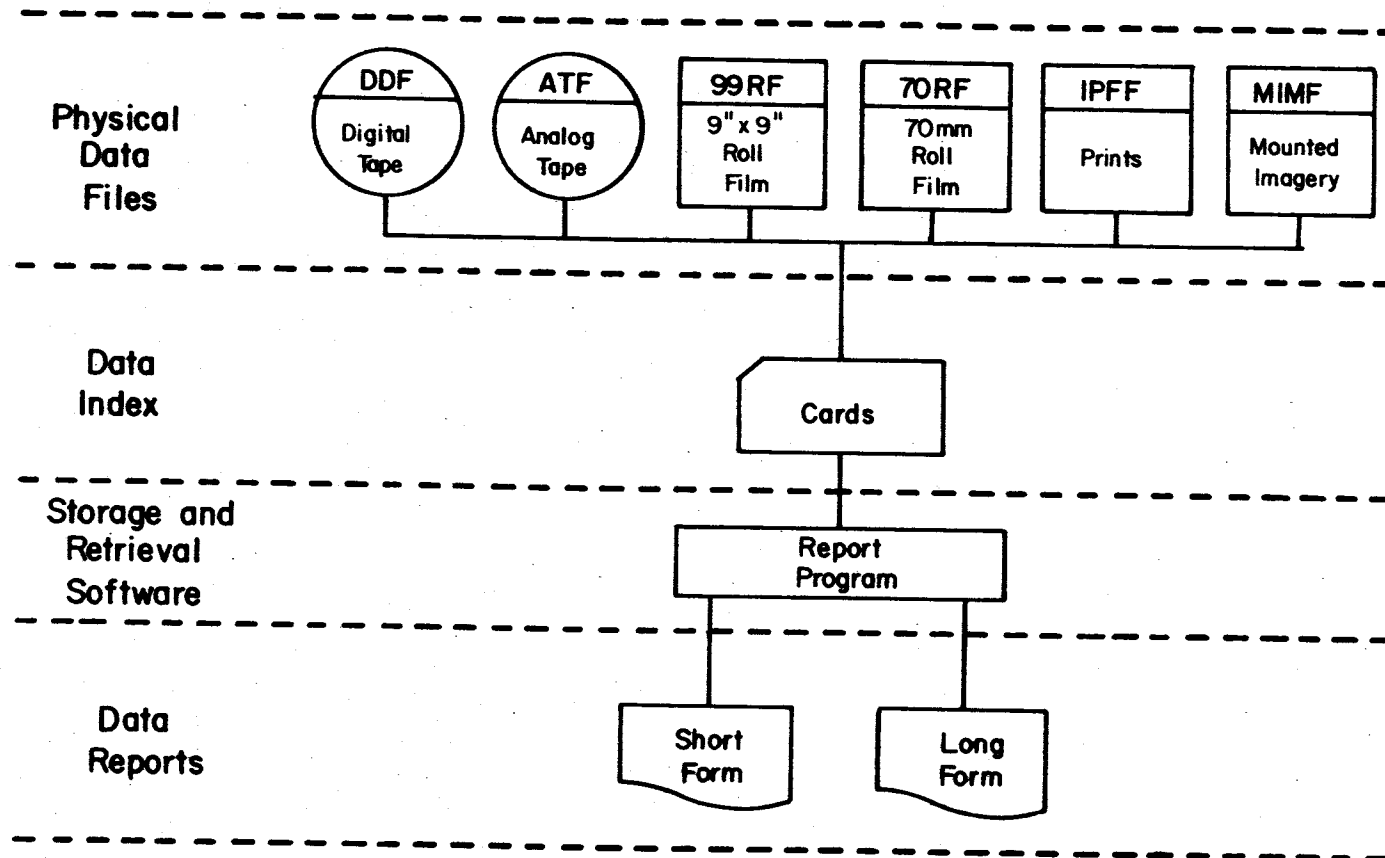 Physical
Data
Files
DDF
Digital
Tape
ATF
Analog
Tape
99RF
9" x 9"
Roll
Film
70RF
70mm
Roll
Film
IPFF
Prints
MIMF
Mounted
Imagery
Data
Index
Cards
Storage and
Retrieval
Software
Report
Program
Data
Reports
Short
Form
Long
Form